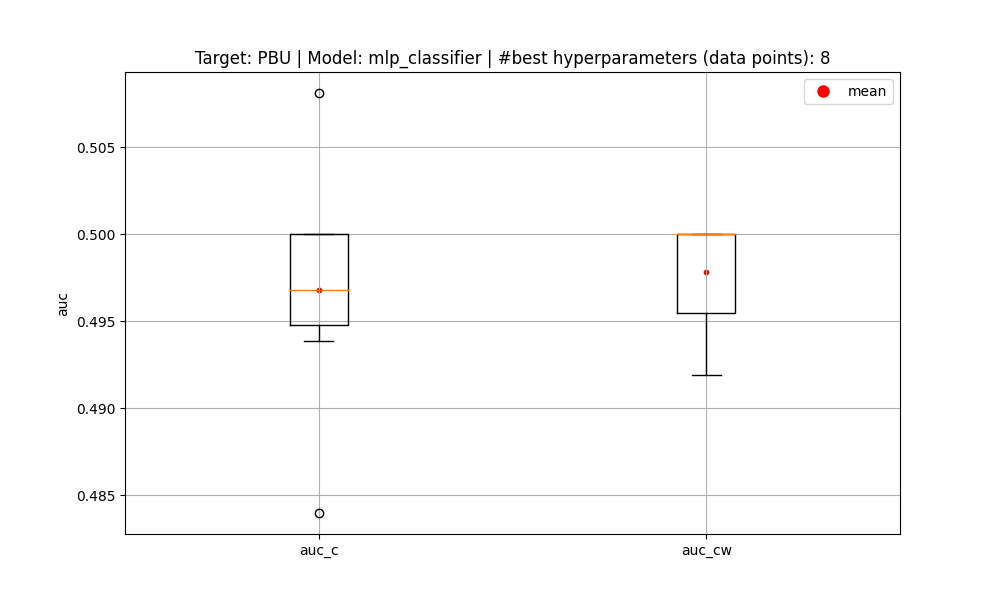 Target: PBU | Model: mlp_classifier | #best hyperparameters (data points): 8
mean
0.505
0.500
0.495
0.490
0.485
auc
auc_c
auc_cw